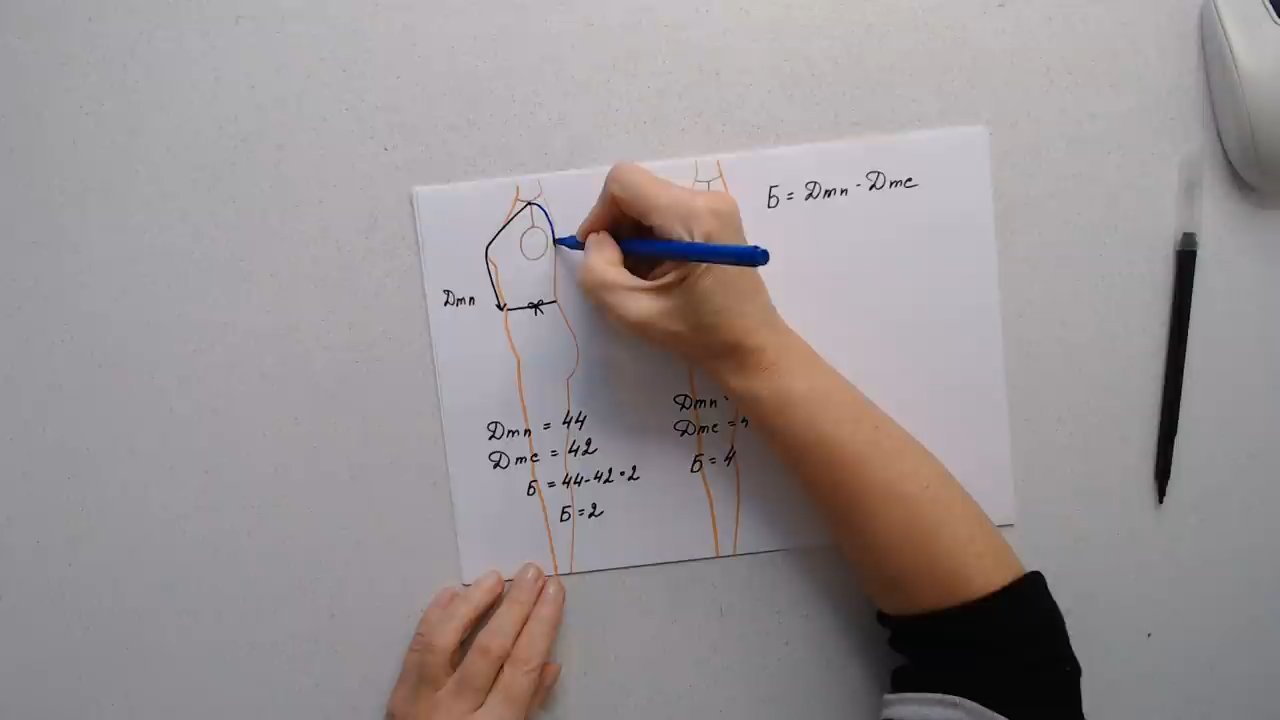 Б = Дтп - Дтс
Дтп
Дтп = 44
Дтс = 42
Б = 44-42=2
Б = 2
Дтп
Дтс =
Б = 4